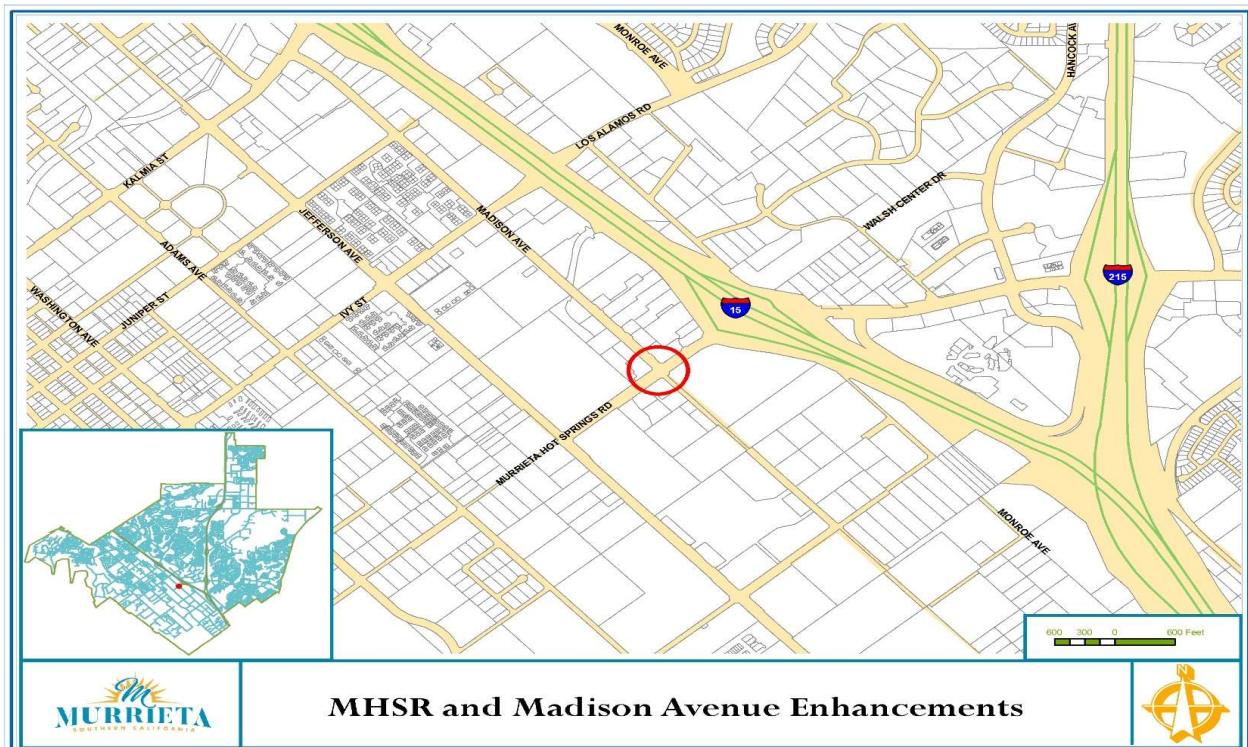 MONROE AVE
HANCOCK AV
LOS ALAMOS RD
KALMIA ST
MADISON AVE
WALSH CENTER DR
JEFFERSON AVE
ADAMS AVE
215
WASHINGTON AVE
JUNIPER ST
IVY ST
15
MURRIETA HOT SPRINGS RD
MONROE AVE
600 300 0 600 Feet
N
M
MURRIETA
SOUTHERN CALIFORNIA
MHSR and Madison Avenue Enhancements